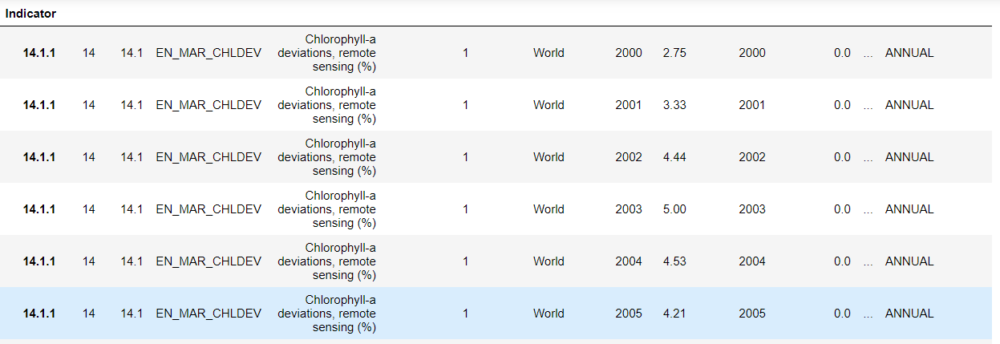 Indicator
14.1.1 14 14.1 EN_MAR_CHLDEV Chlorophyll-a deviations, remote sensing (%) 1 World 2000 2.75 2000 0.0 ... ANNUAL
14.1.1 14 14.1 EN_MAR_CHLDEV Chlorophyll-a deviations, remote sensing (%) 1 World 2001 3.33 2001 0.0 ... ANNUAL
14.1.1 14 14.1 EN_MAR_CHLDEV Chlorophyll-a deviations, remote sensing (%) 1 World 2002 4.44 2002 0.0 ... ANNUAL
14.1.1 14 14.1 EN_MAR_CHLDEV Chlorophyll-a deviations, remote sensing (%) 1 World 2003 5.00 2003 0.0 ... ANNUAL
14.1.1 14 14.1 EN_MAR_CHLDEV Chlorophyll-a deviations, remote sensing (%) 1 World 2004 4.53 2004 0.0 ... ANNUAL
14.1.1 14 14.1 EN_MAR_CHLDEV Chlorophyll-a deviations, remote sensing (%) 1 World 2005 4.21 2005 0.0 ... ANNUAL